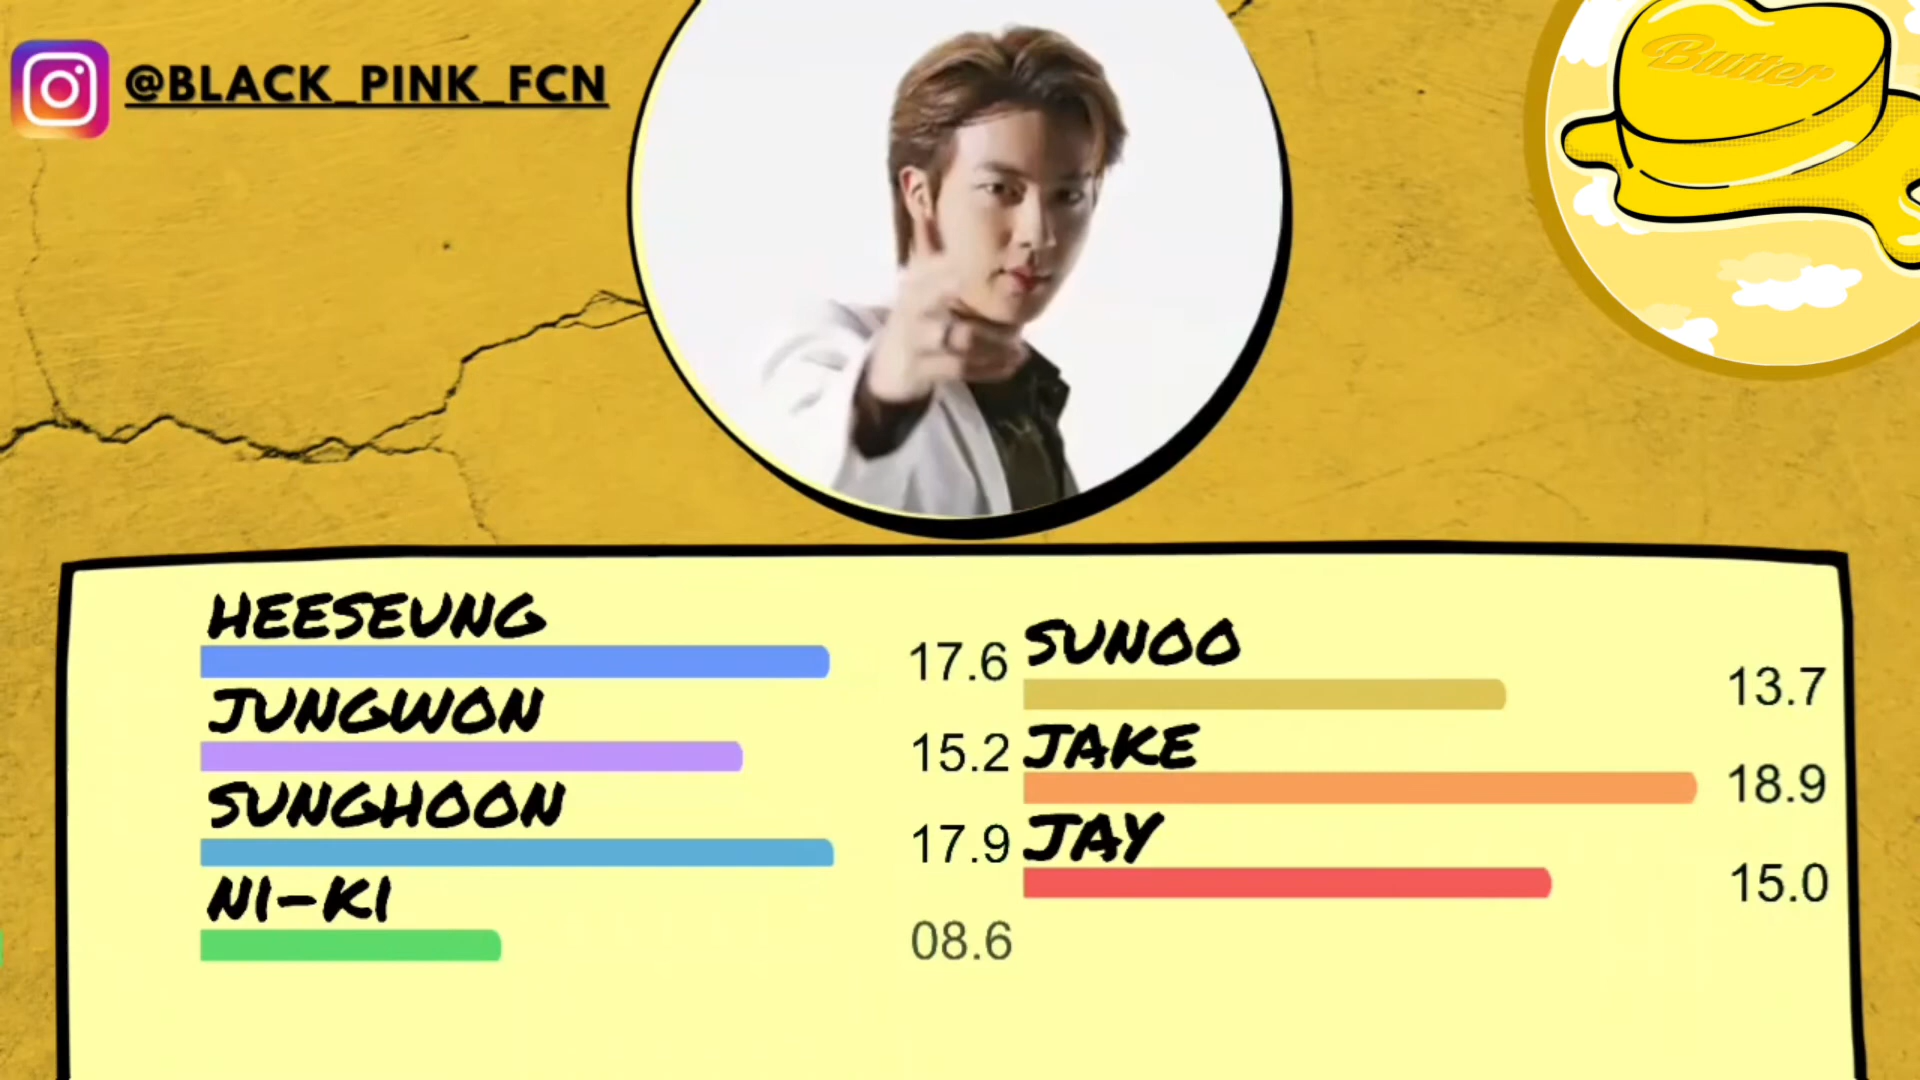 @BLACK_PINK_FCN
Butter
HEESEUNG
17.6
JUNGWON
15.2
SUNGHOON
17.9
NI-KI
08.6
SUNOO
13.7
JAKE
18.9
JAY
15.0